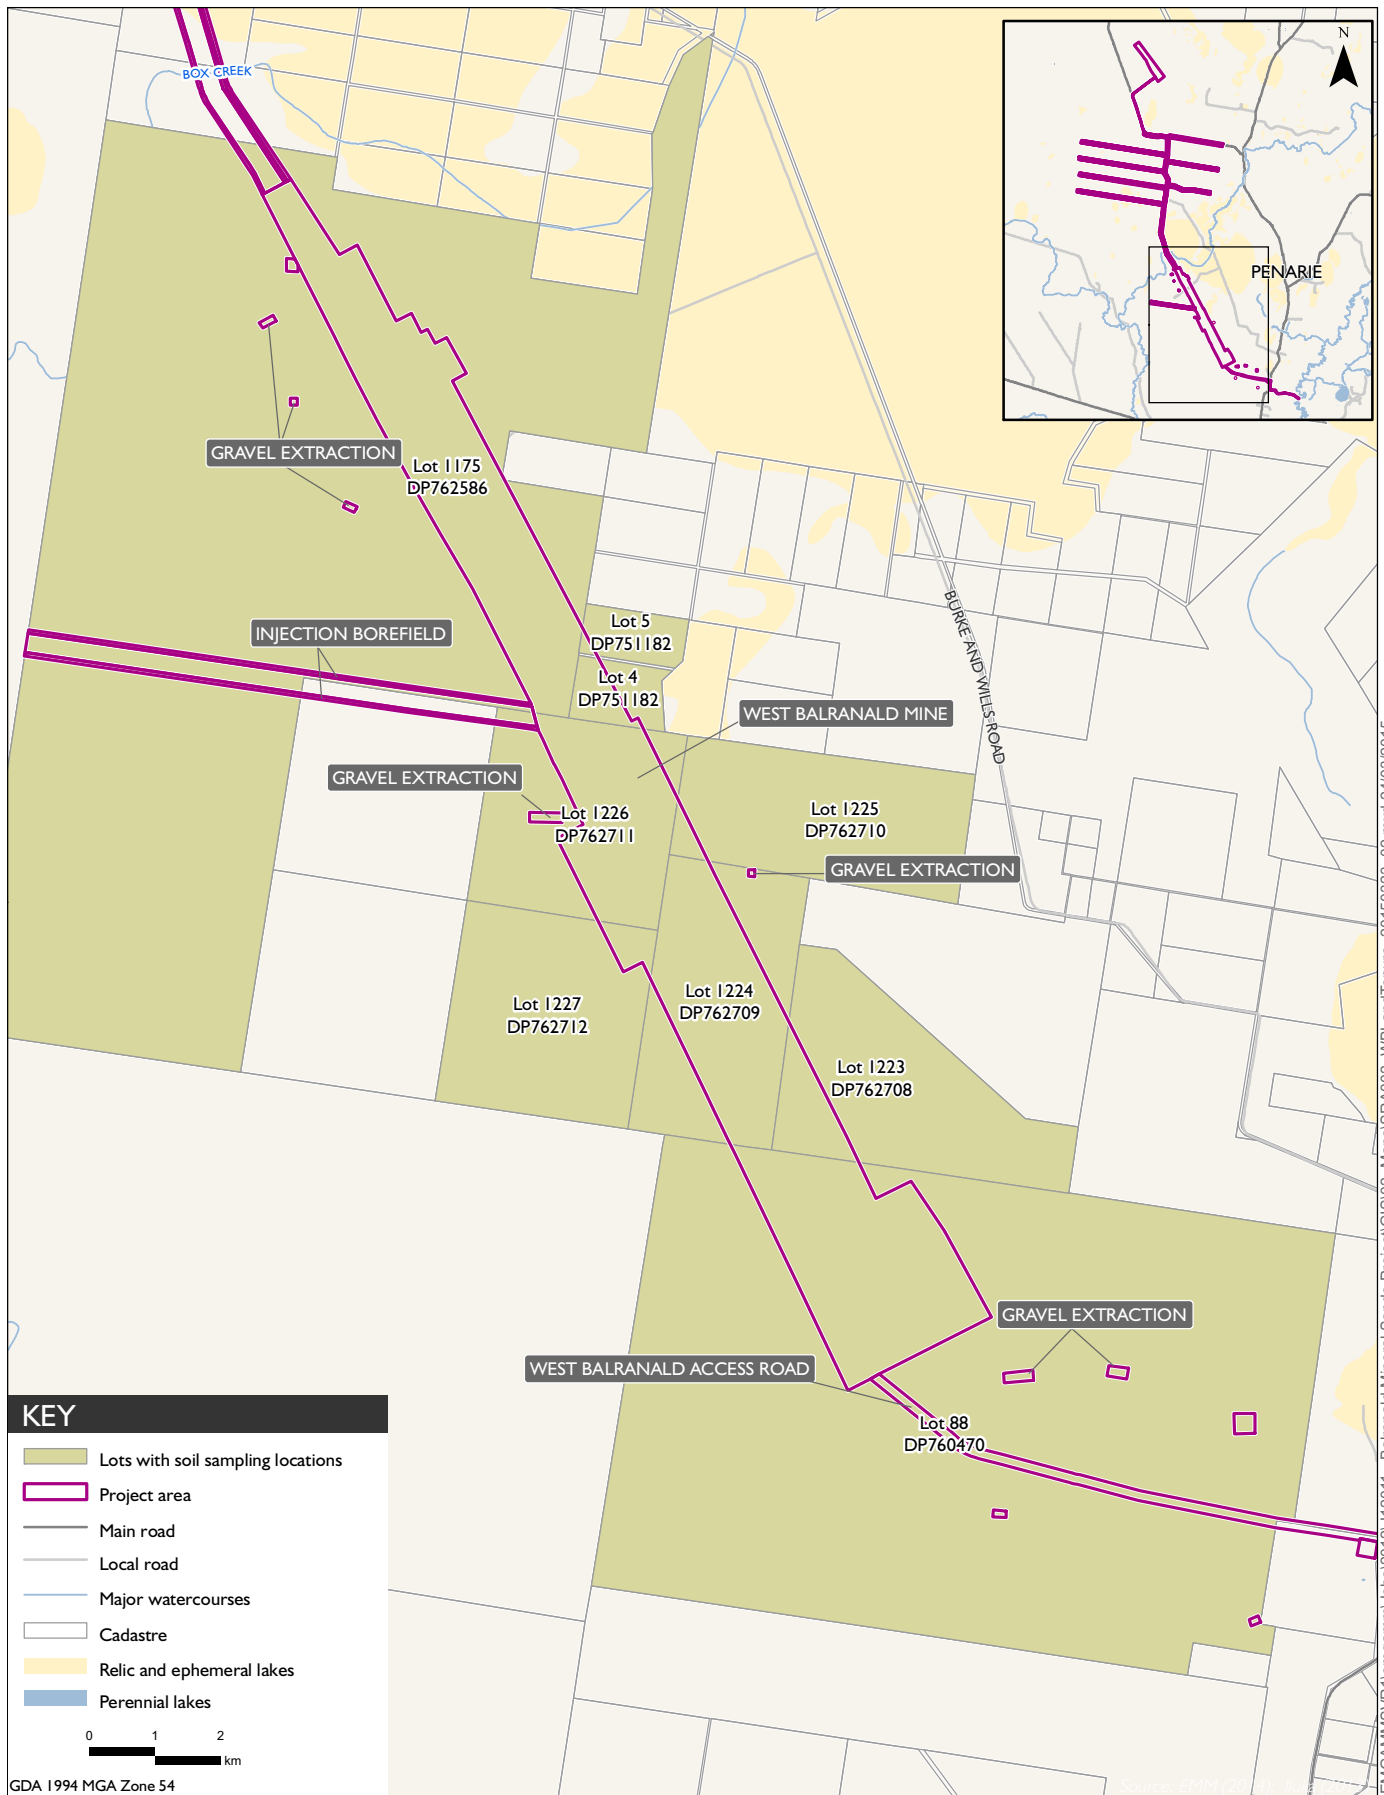 BOX CREEK
N
PENARIE
GRAVEL EXTRACTION
Lot 1175
DP762586
INJECTION BOREFIELD
Lot 5
DP751182
Lot 4
DP751182
BURKE AND WILLS ROAD
WEST BALRANALD MINE
GRAVEL EXTRACTION
Lot 1226
DP762711
Lot 1225
DP762710
GRAVEL EXTRACTION
Lot 1227
DP762712
Lot 1224
DP762709
Lot 1223
DP762708
GRAVEL EXTRACTION
WEST BALRANALD ACCESS ROAD
Lot 88
DP760470
KEY
Lots with soil sampling locations
Project area
Main road
Local road
Major watercourses
Cadastre
Relic and ephemeral lakes
Perennial lakes
0 1 2
km
GDA 1994 MGA Zone 54
Source: EMM